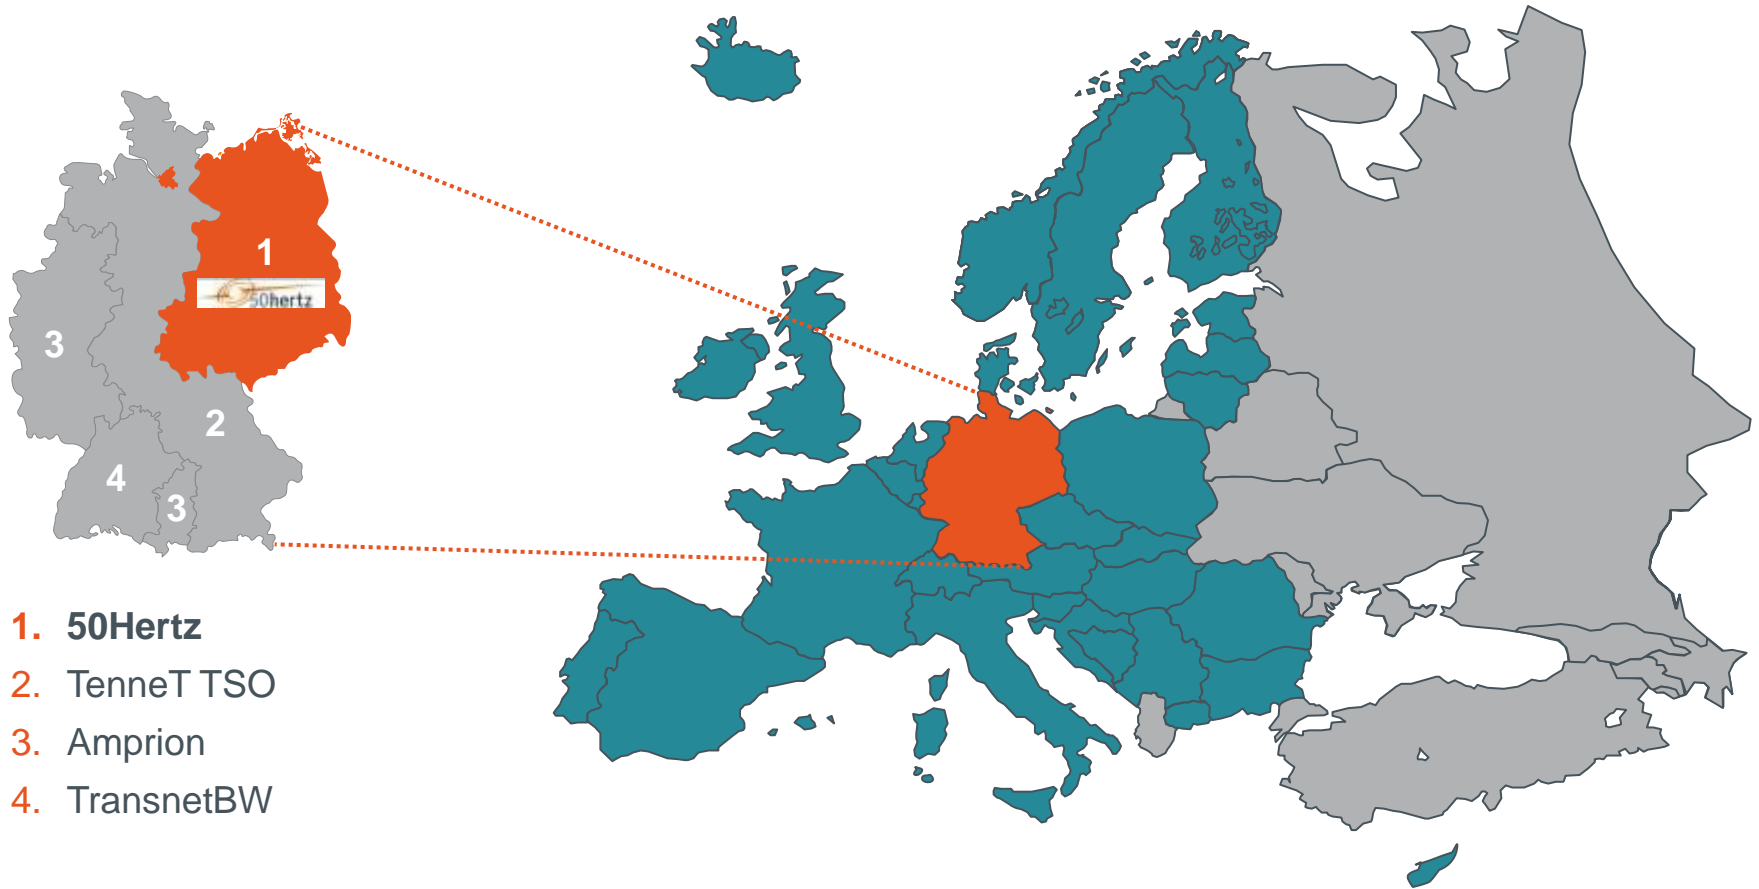 1
50hertz
3
2
4
3
1. 50Hertz
2. TenneT TSO
3. Amprion
4. TransnetBW